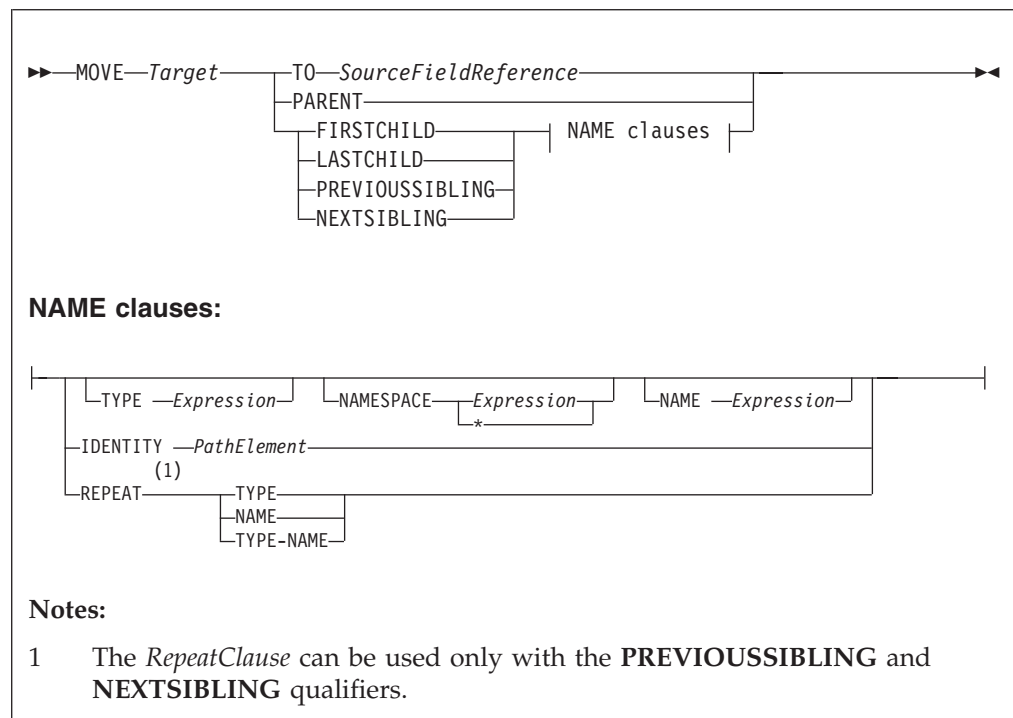 MOVE Target TO SourceFieldReference
PARENT
FIRSTCHILD NAME clauses
LASTCHILD
PREVIOUSSIBLING
NEXTSIBLING
NAME clauses:
TYPE Expression NAMESPACE Expression NAME Expression
*
IDENTITY PathElement
(1)
REPEAT TYPE
NAME
TYPE-NAME
Notes:
1 The RepeatClause can be used only with the PREVIOUSSIBLING and
NEXTSIBLING qualifiers.